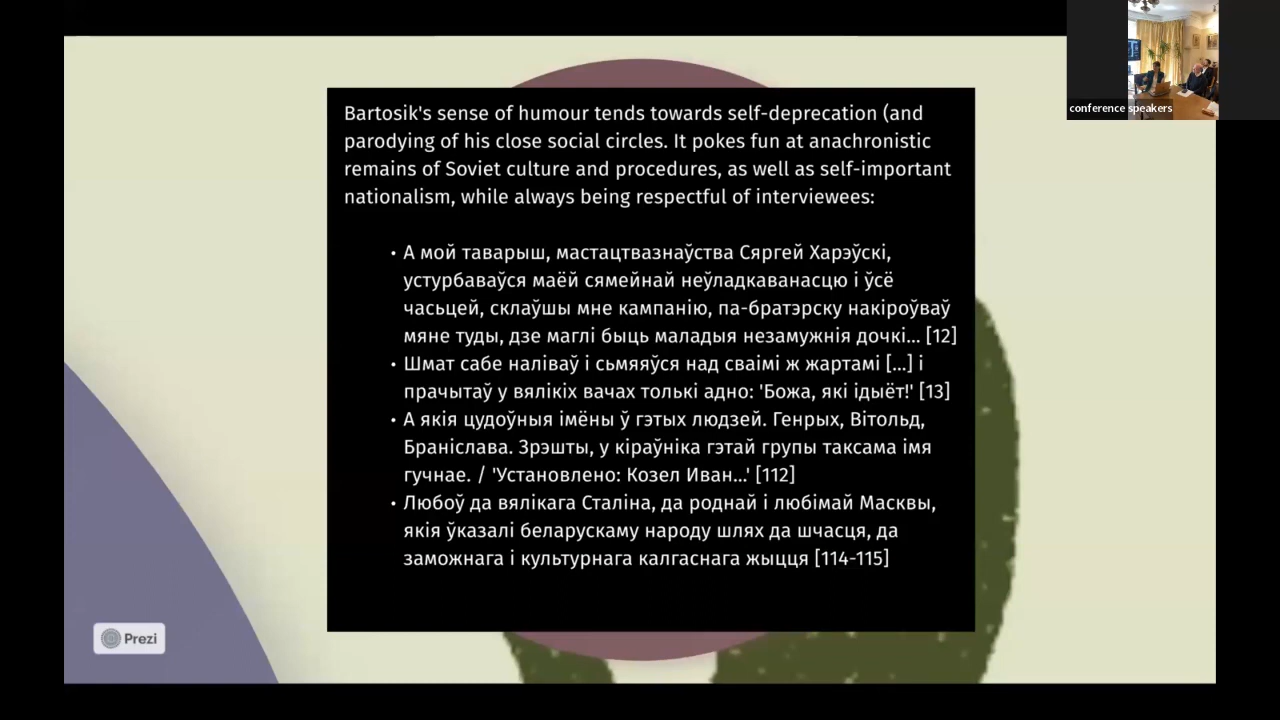 conference speakers
Bartosik's sense of humour tends towards self-deprecation (and
parodying of his close social circles. It pokes fun at anachronistic
remains of Soviet culture and procedures, as well as self-important
nationalism, while always being respectful of interviewees:
• А мой таварыш, мастацтвазнаўства Сяргей Харэўскі,
устурбаваўся маёй сямейнай неўладкаванасцю і ўсё
часьцей, склаўшы мне кампанію, па-братэрску накіроўваў
мяне туды, дзе маглі быць маладыя незамужнія дочкі... [12]
• Шмат сабе наліваў і сьмяяўся над сваімі ж жартамі [...] і
прачытаў у вялікіх вачах толькі адно: 'Божа, які ідыёт!' [13]
• А якія цудоўныя імёны ў гэтых людзей. Генрых, Вітольд,
Браніслава. Зрэшты, у кіраўніка гэтай групы таксама імя
гучнае. / 'Установлено: Козел Иван...' [112]
• Любоў да вялікага Сталіна, да роднай і любімай Масквы,
якія ўказалі беларускаму народу шлях да шчасця, да
заможнага і культурнага калгаснага жыцця [114-115]
Prezi